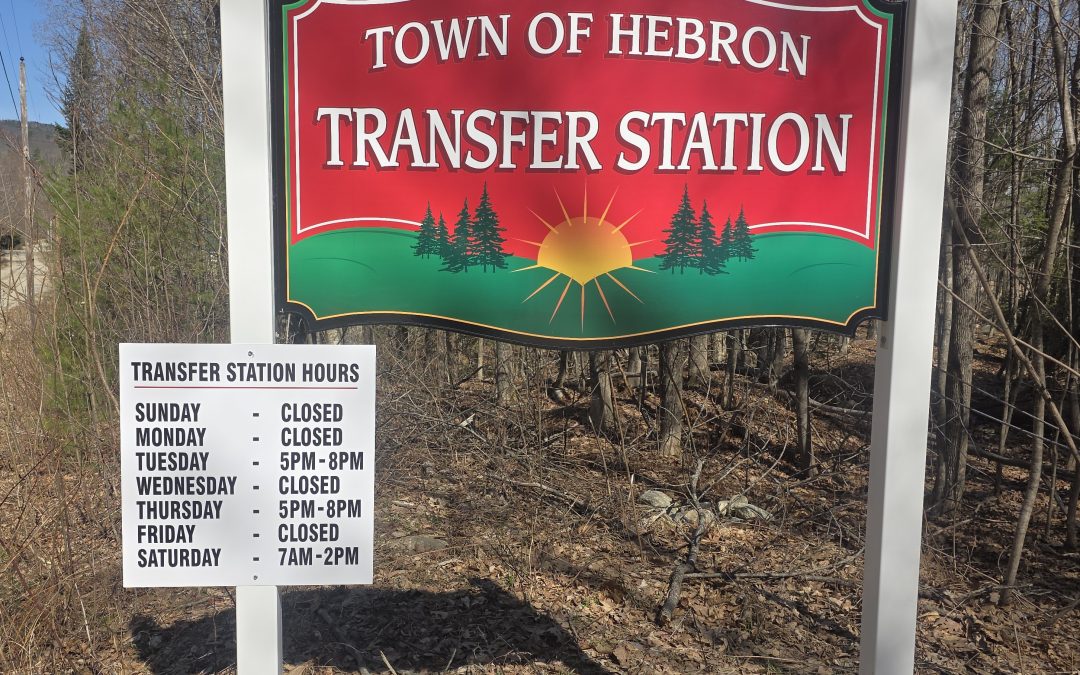 TOWN OF HEBRON
TRANSFER STATION
TRANSFER STATION HOURS
SUNDAY - CLOSED
MONDAY - CLOSED
TUESDAY - 5PM-8PM
WEDNESDAY - CLOSED
THURSDAY - 5PM-8PM
FRIDAY - CLOSED
SATURDAY - 7AM-2PM